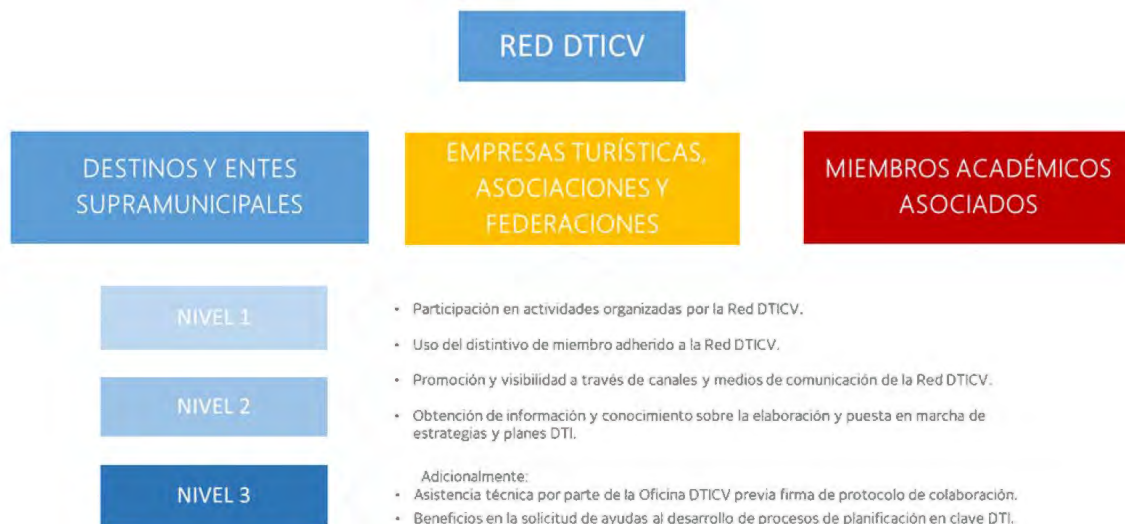 RED DTICV
DESTINOS Y ENTES
SUPRAMUNICIPALES
EMPRESAS TURÍSTICAS,
ASOCIACIONES Y
FEDERACIONES
MIEMBROS ACADÉMICOS
ASOCIADOS
NIVEL 1
• Participación en actividades organizadas por la Red DTICV.
• Uso del distintivo de miembro adherido a la Red DTICV.
NIVEL 2
• Promoción y visibilidad a través de canales y medios de comunicación de la Red DTICV.
• Obtención de información y conocimiento sobre la elaboración y puesta en marcha de
estrategias y planes DTI.
NIVEL 3
Adicionalmente:
• Asistencia técnica por parte de la Oficina DTICV previa firma de protocolo de colaboración.
• Beneficios en la solicitud de ayudas al desarrollo de procesos de planificación en clave DTI.